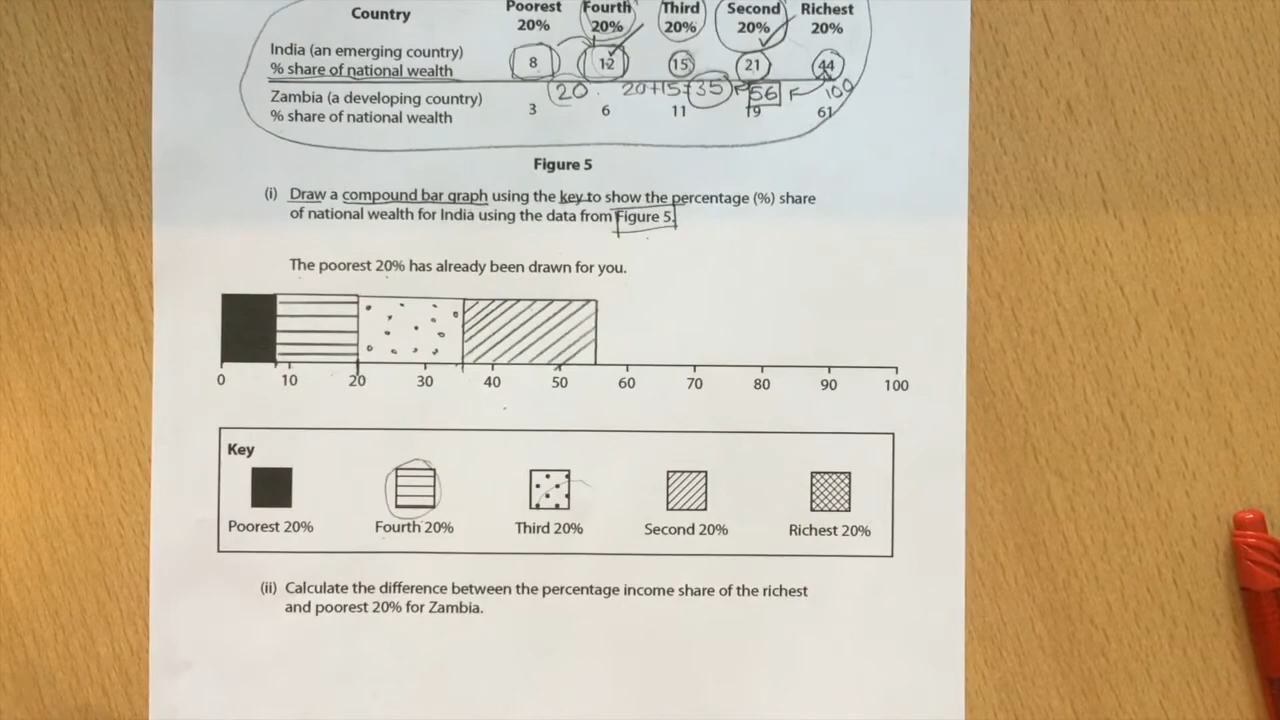 Country Poorest 20% Fourth 20% Third 20% Second 20% Richest 20%
India (an emerging country) % share of national wealth 8 12 15 21 44
20 20+15=35 56 100
Zambia (a developing country) % share of national wealth 3 6 11 19 61
Figure 5
(i) Draw a compound bar graph using the key to show the percentage (%) share
of national wealth for India using the data from Figure 5.
The poorest 20% has already been drawn for you.
0 10 20 30 40 50 60 70 80 90 100
Key
Poorest 20% Fourth 20% Third 20% Second 20% Richest 20%
(ii) Calculate the difference between the percentage income share of the richest
and poorest 20% for Zambia.